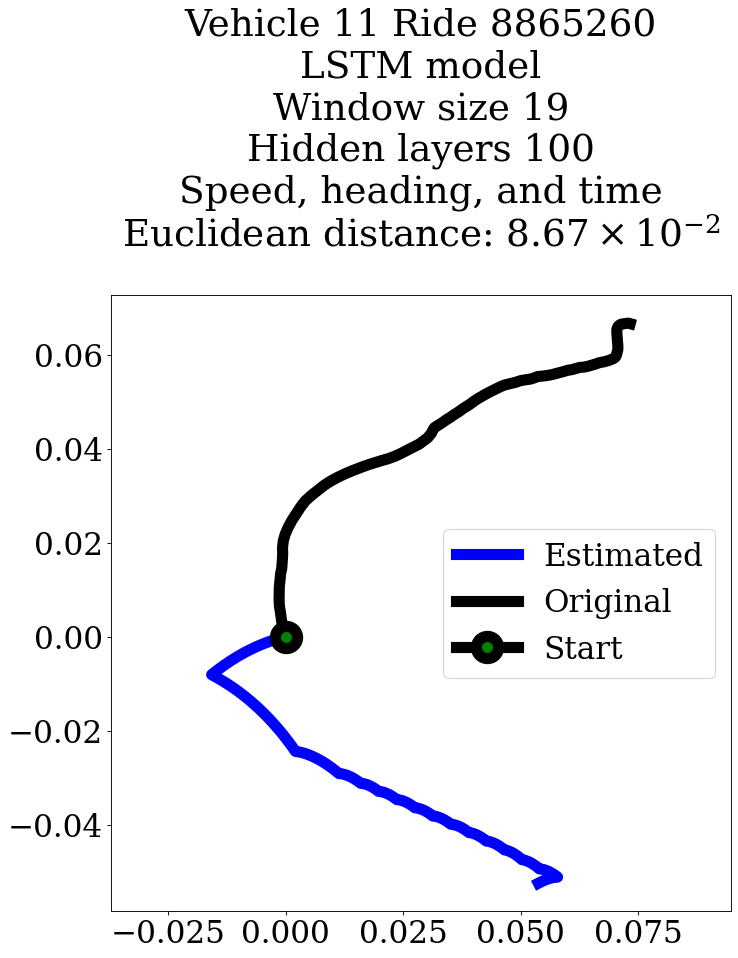 Vehicle 11 Ride 8865260
LSTM model
Window size 19
Hidden layers 100
Speed, heading, and time
Euclidean distance: 8.67 × 10⁻²
0.06
0.04
0.02
0.00
−0.02
−0.04
Estimated
Original
Start
−0.025
0.000
0.025
0.050
0.075